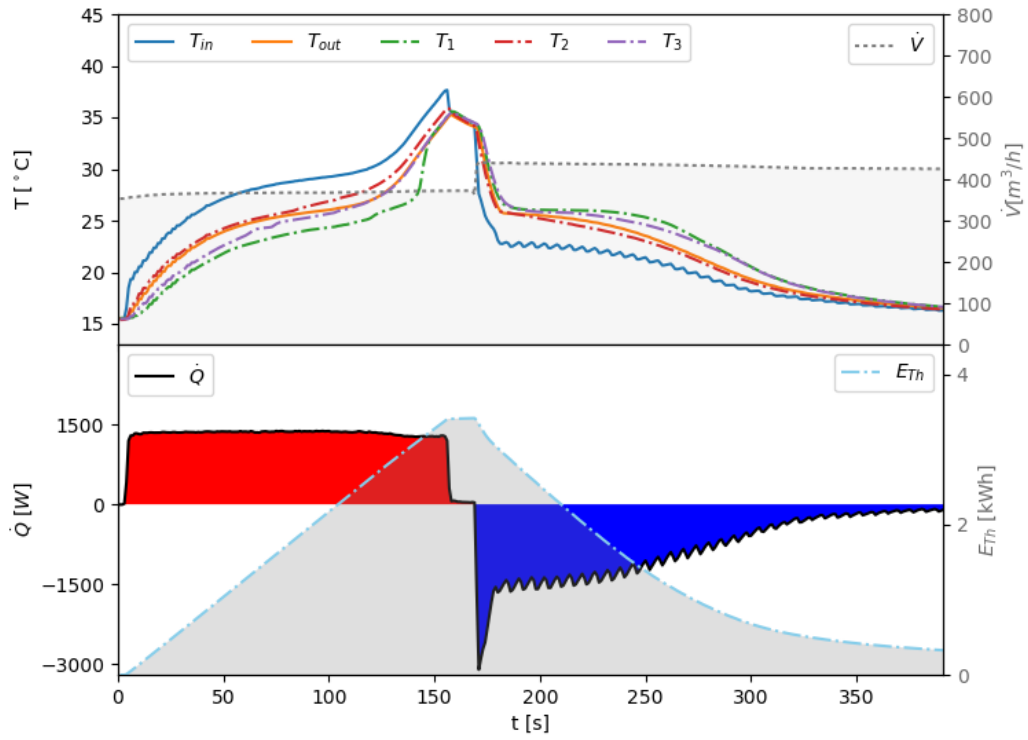 T_in T_out T_1 T_2 T_3 V̇
T [°C]
45
40
35
30
25
20
15
V̇[m³/h]
800
700
600
500
400
300
200
100
0
Q̇ E_Th
Q̇ [W]
1500
0
−1500
−3000
E_Th [kWh]
4
2
0
0 50 100 150 200 250 300 350
t [s]